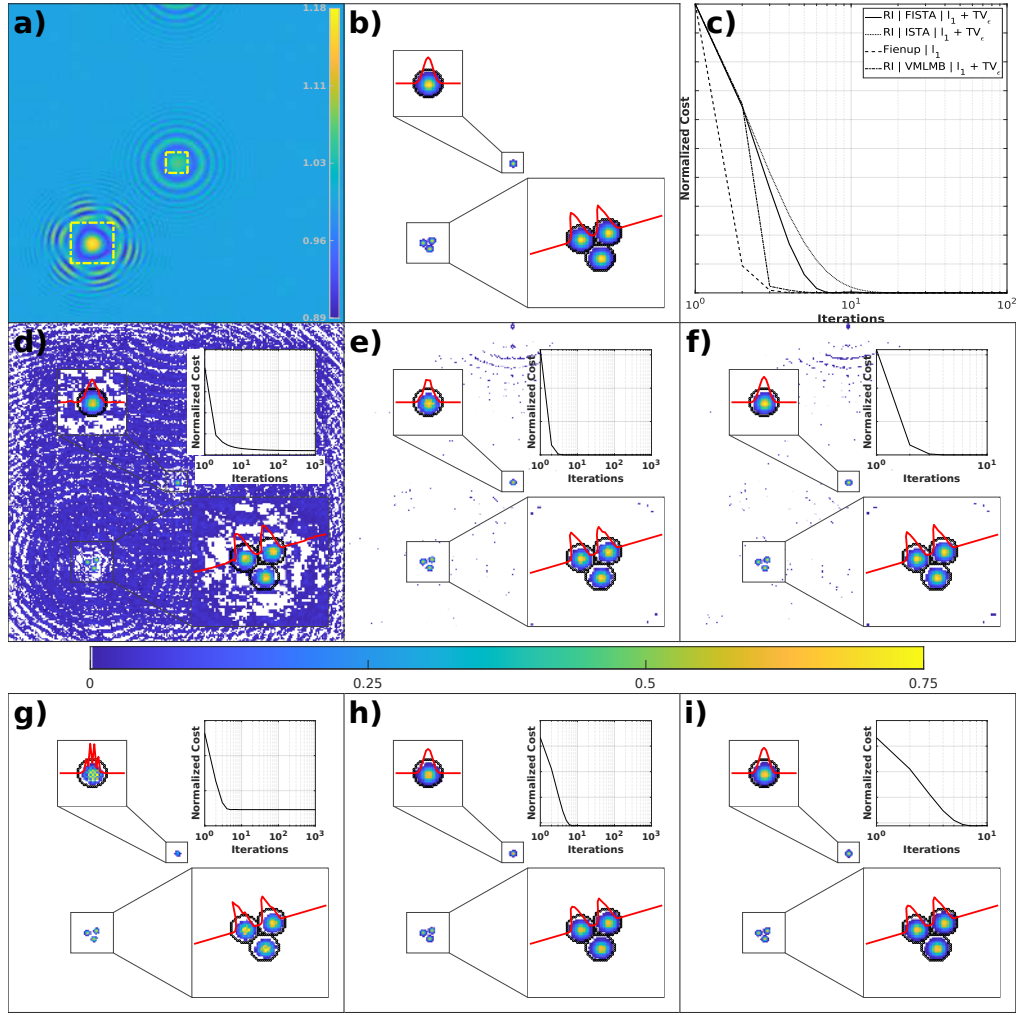 a)
1.18
1.11
1.03
0.96
0.89
b)
c)
RI | FISTA | l1 + TVϵ
RI | ISTA | l1 + TVϵ
Fienup | l1
RI | VMLMB | l1 + TVϵ
Normalized Cost
10^0 10^1 10^2
Iterations
d)
Normalized Cost
10^0 10^1 10^2 10^3
Iterations
e)
Normalized Cost
10^0 10^1 10^2 10^3
Iterations
f)
Normalized Cost
10^0 10^1
Iterations
0 0.25 0.5 0.75
g)
Normalized Cost
10^0 10^1 10^2 10^3
Iterations
h)
Normalized Cost
10^0 10^1 10^2 10^3
Iterations
i)
Normalized Cost
10^0 10^1
Iterations